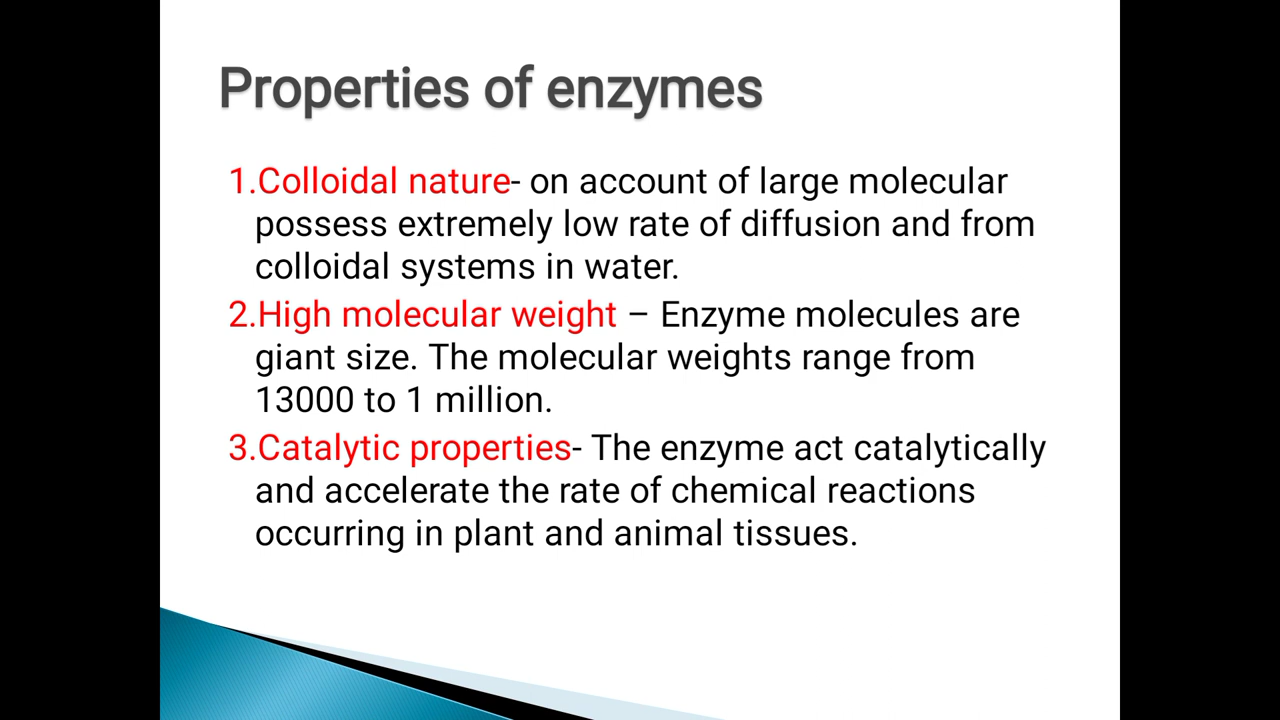 Properties of enzymes
1.Colloidal nature- on account of large molecular
possess extremely low rate of diffusion and from
colloidal systems in water.
2.High molecular weight – Enzyme molecules are
giant size. The molecular weights range from
13000 to 1 million.
3.Catalytic properties- The enzyme act catalytically
and accelerate the rate of chemical reactions
occurring in plant and animal tissues.